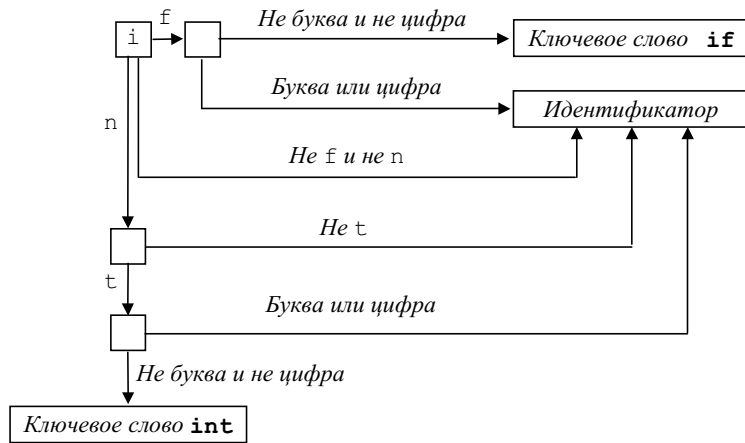 f
Не буква и не цифра
i
Ключевое слово if
Буква или цифра
Идентификатор
n
Не f и не n
Не t
t
Буква или цифра
Не буква и не цифра
Ключевое слово int